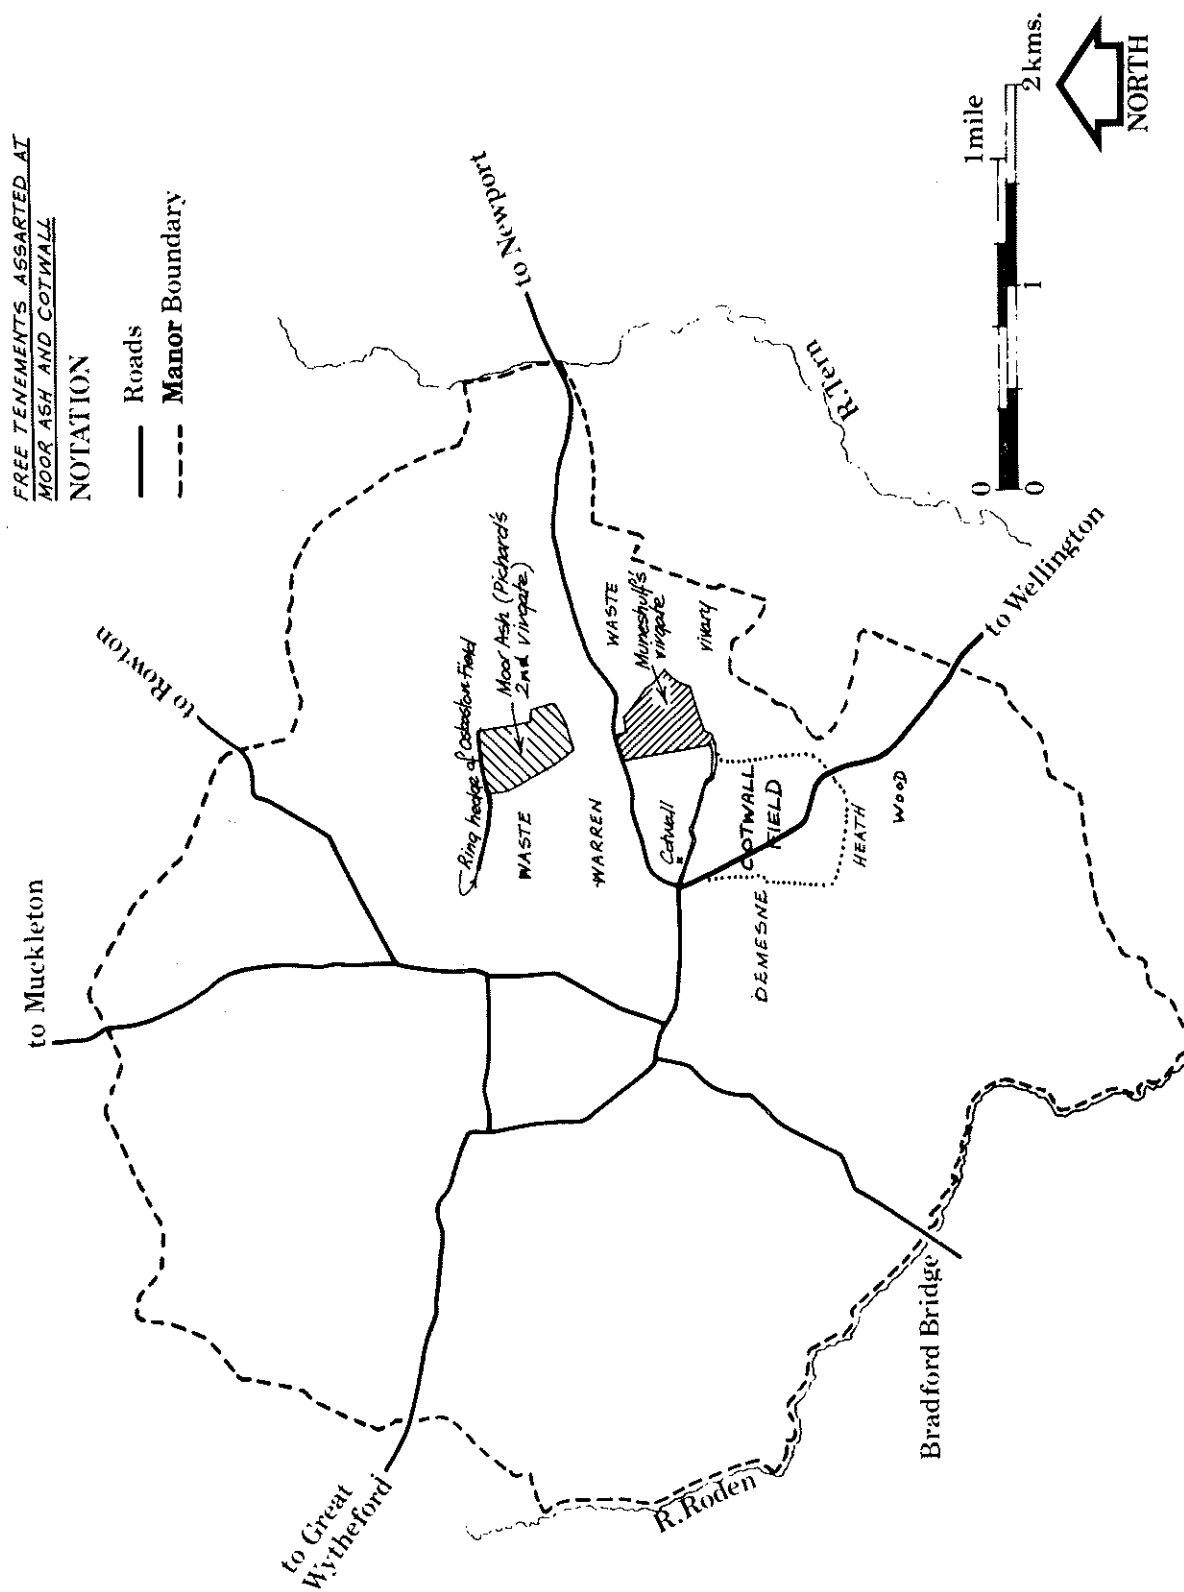 FREE TENEMENTS ASSARTED AT
MOOR ASH AND COTWALL
NOTATION
Roads
Manor Boundary
to Muckleton
to Rowton
to Newport
to Great
Wytheford
Ring hedge of Osbaston Field
Moor Ash (Pichard's
2nd virgate)
WASTE
WARREN
WASTE
Muneshull's
virgate
vivary
Cotwall
COTWALL
FIELD
DEMESNE
HEATH
WOOD
R.Tern
to Wellington
R.Roden
Bradford Bridge
0
1 mile
0
1
2 kms.
NORTH